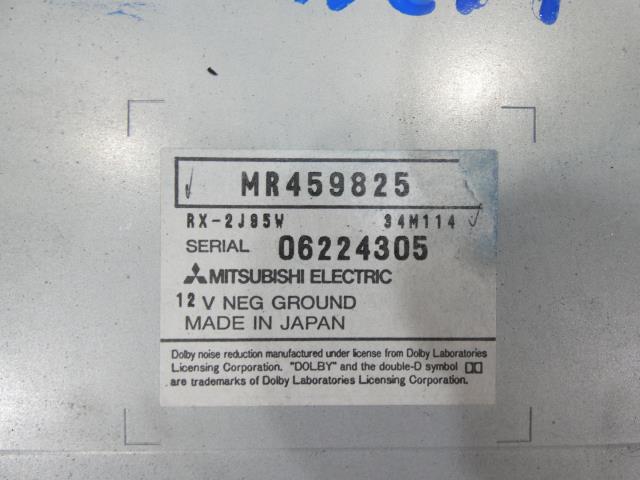 MR459825
RX-2J95W 34M114
SERIAL 06224305
MITSUBISHI ELECTRIC
12 V NEG GROUND
MADE IN JAPAN
Dolby noise reduction manufactured under license from Dolby Laboratories
Licensing Corporation. "DOLBY" and the double-D symbol
are trademarks of Dolby Laboratories Licensing Corporation.